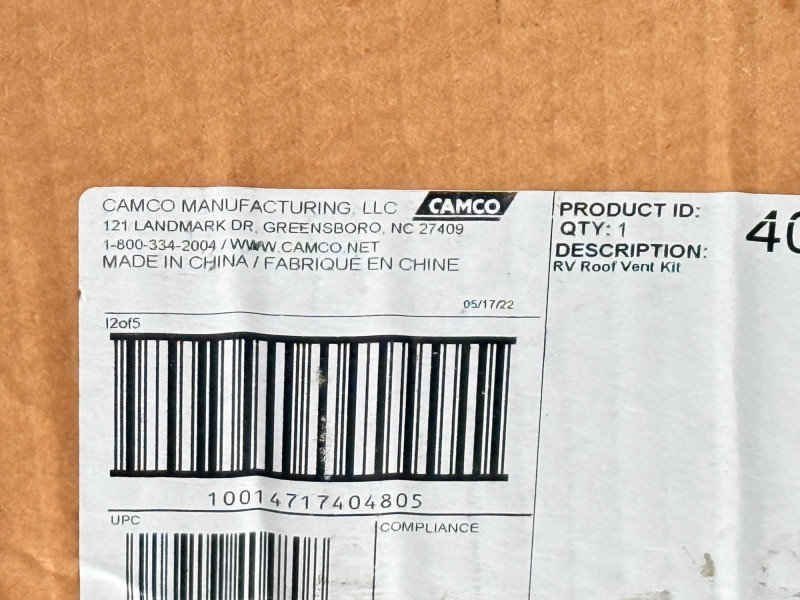 CAMCO MANUFACTURING, LLC
CAMCO
121 LANDMARK DR, GREENSBORO, NC 27409
1-800-334-2004 / WWW.CAMCO.NET
MADE IN CHINA / FABRIQUÉ EN CHINE
05/17/22
I2of5
10014717404805
UPC
COMPLIANCE
PRODUCT ID:
QTY: 1
DESCRIPTION:
RV Roof Vent Kit